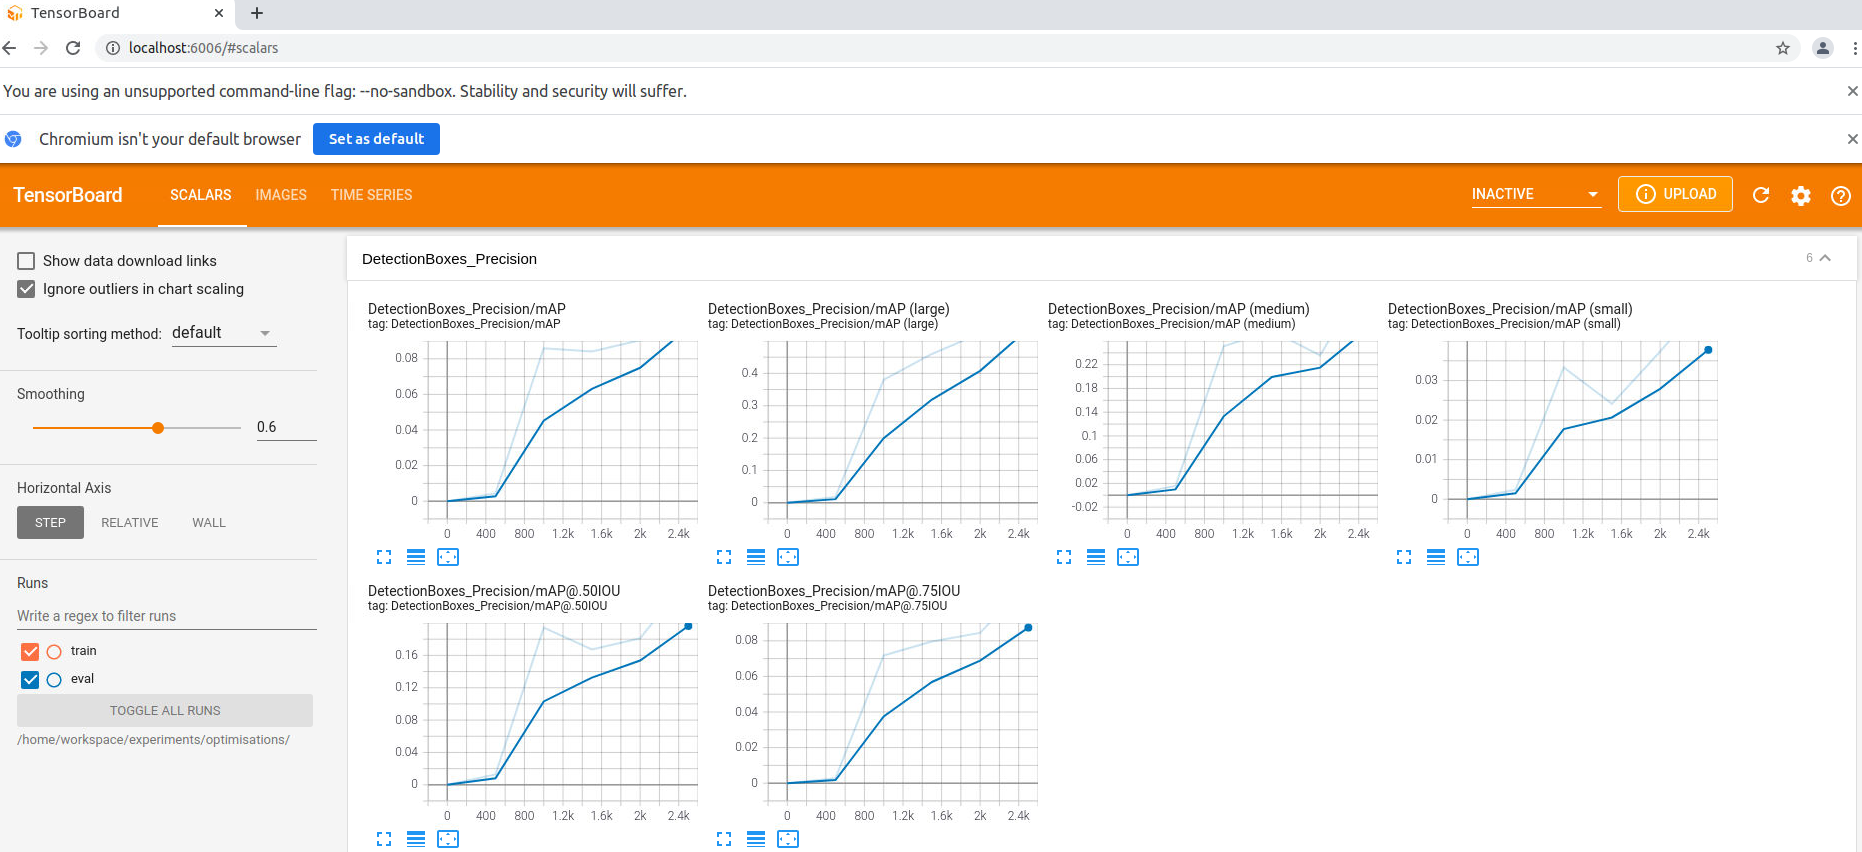 TensorBoard
localhost:6006/#scalars
You are using an unsupported command-line flag: --no-sandbox. Stability and security will suffer.
Chromium isn't your default browser Set as default
TensorBoard SCALARS IMAGES TIME SERIES INACTIVE UPLOAD
Show data download links
Ignore outliers in chart scaling
Tooltip sorting method: default
Smoothing
0.6
Horizontal Axis
STEP RELATIVE WALL
Runs
Write a regex to filter runs
train
eval
TOGGLE ALL RUNS
/home/workspace/experiments/optimisations/
DetectionBoxes_Precision 6
DetectionBoxes_Precision/mAP
tag: DetectionBoxes_Precision/mAP
0.08
0.06
0.04
0.02
0
0 400 800 1.2k 1.6k 2k 2.4k
DetectionBoxes_Precision/mAP (large)
tag: DetectionBoxes_Precision/mAP (large)
0.4
0.3
0.2
0.1
0
0 400 800 1.2k 1.6k 2k 2.4k
DetectionBoxes_Precision/mAP (medium)
tag: DetectionBoxes_Precision/mAP (medium)
0.22
0.18
0.14
0.1
0.06
0.02
-0.02
0 400 800 1.2k 1.6k 2k 2.4k
DetectionBoxes_Precision/mAP (small)
tag: DetectionBoxes_Precision/mAP (small)
0.03
0.02
0.01
0
0 400 800 1.2k 1.6k 2k 2.4k
DetectionBoxes_Precision/mAP@.50IOU
tag: DetectionBoxes_Precision/mAP@.50IOU
0.16
0.12
0.08
0.04
0
0 400 800 1.2k 1.6k 2k 2.4k
DetectionBoxes_Precision/mAP@.75IOU
tag: DetectionBoxes_Precision/mAP@.75IOU
0.08
0.06
0.04
0.02
0
0 400 800 1.2k 1.6k 2k 2.4k